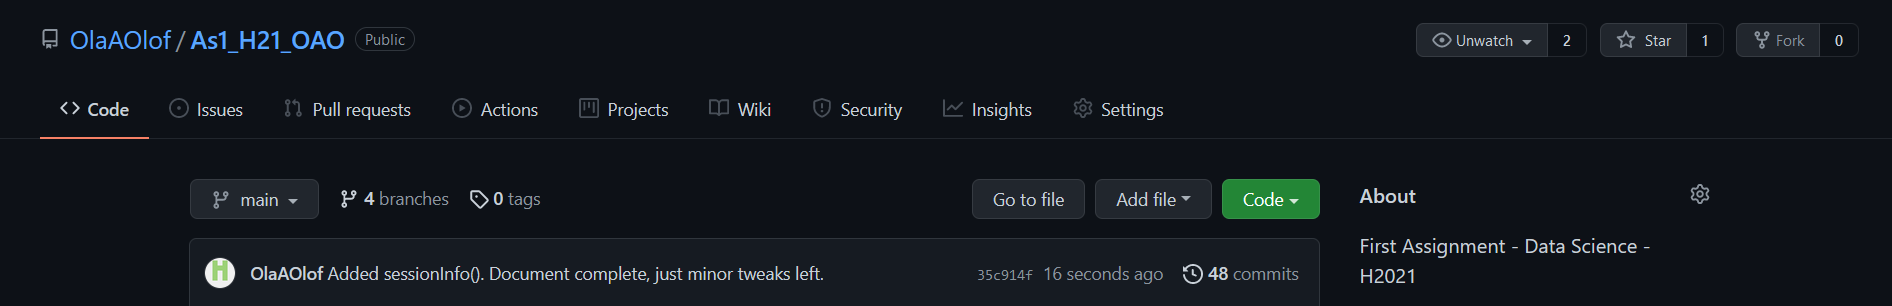 OlaAOlof / As1_H21_OAO Public Unwatch 2 Star 1 Fork 0
Code Issues Pull requests Actions Projects Wiki Security Insights Settings
main 4 branches 0 tags Go to file Add file Code
About
First Assignment - Data Science -
H2021
OlaAOlof Added sessionInfo(). Document complete, just minor tweaks left. 35c914f 16 seconds ago 48 commits